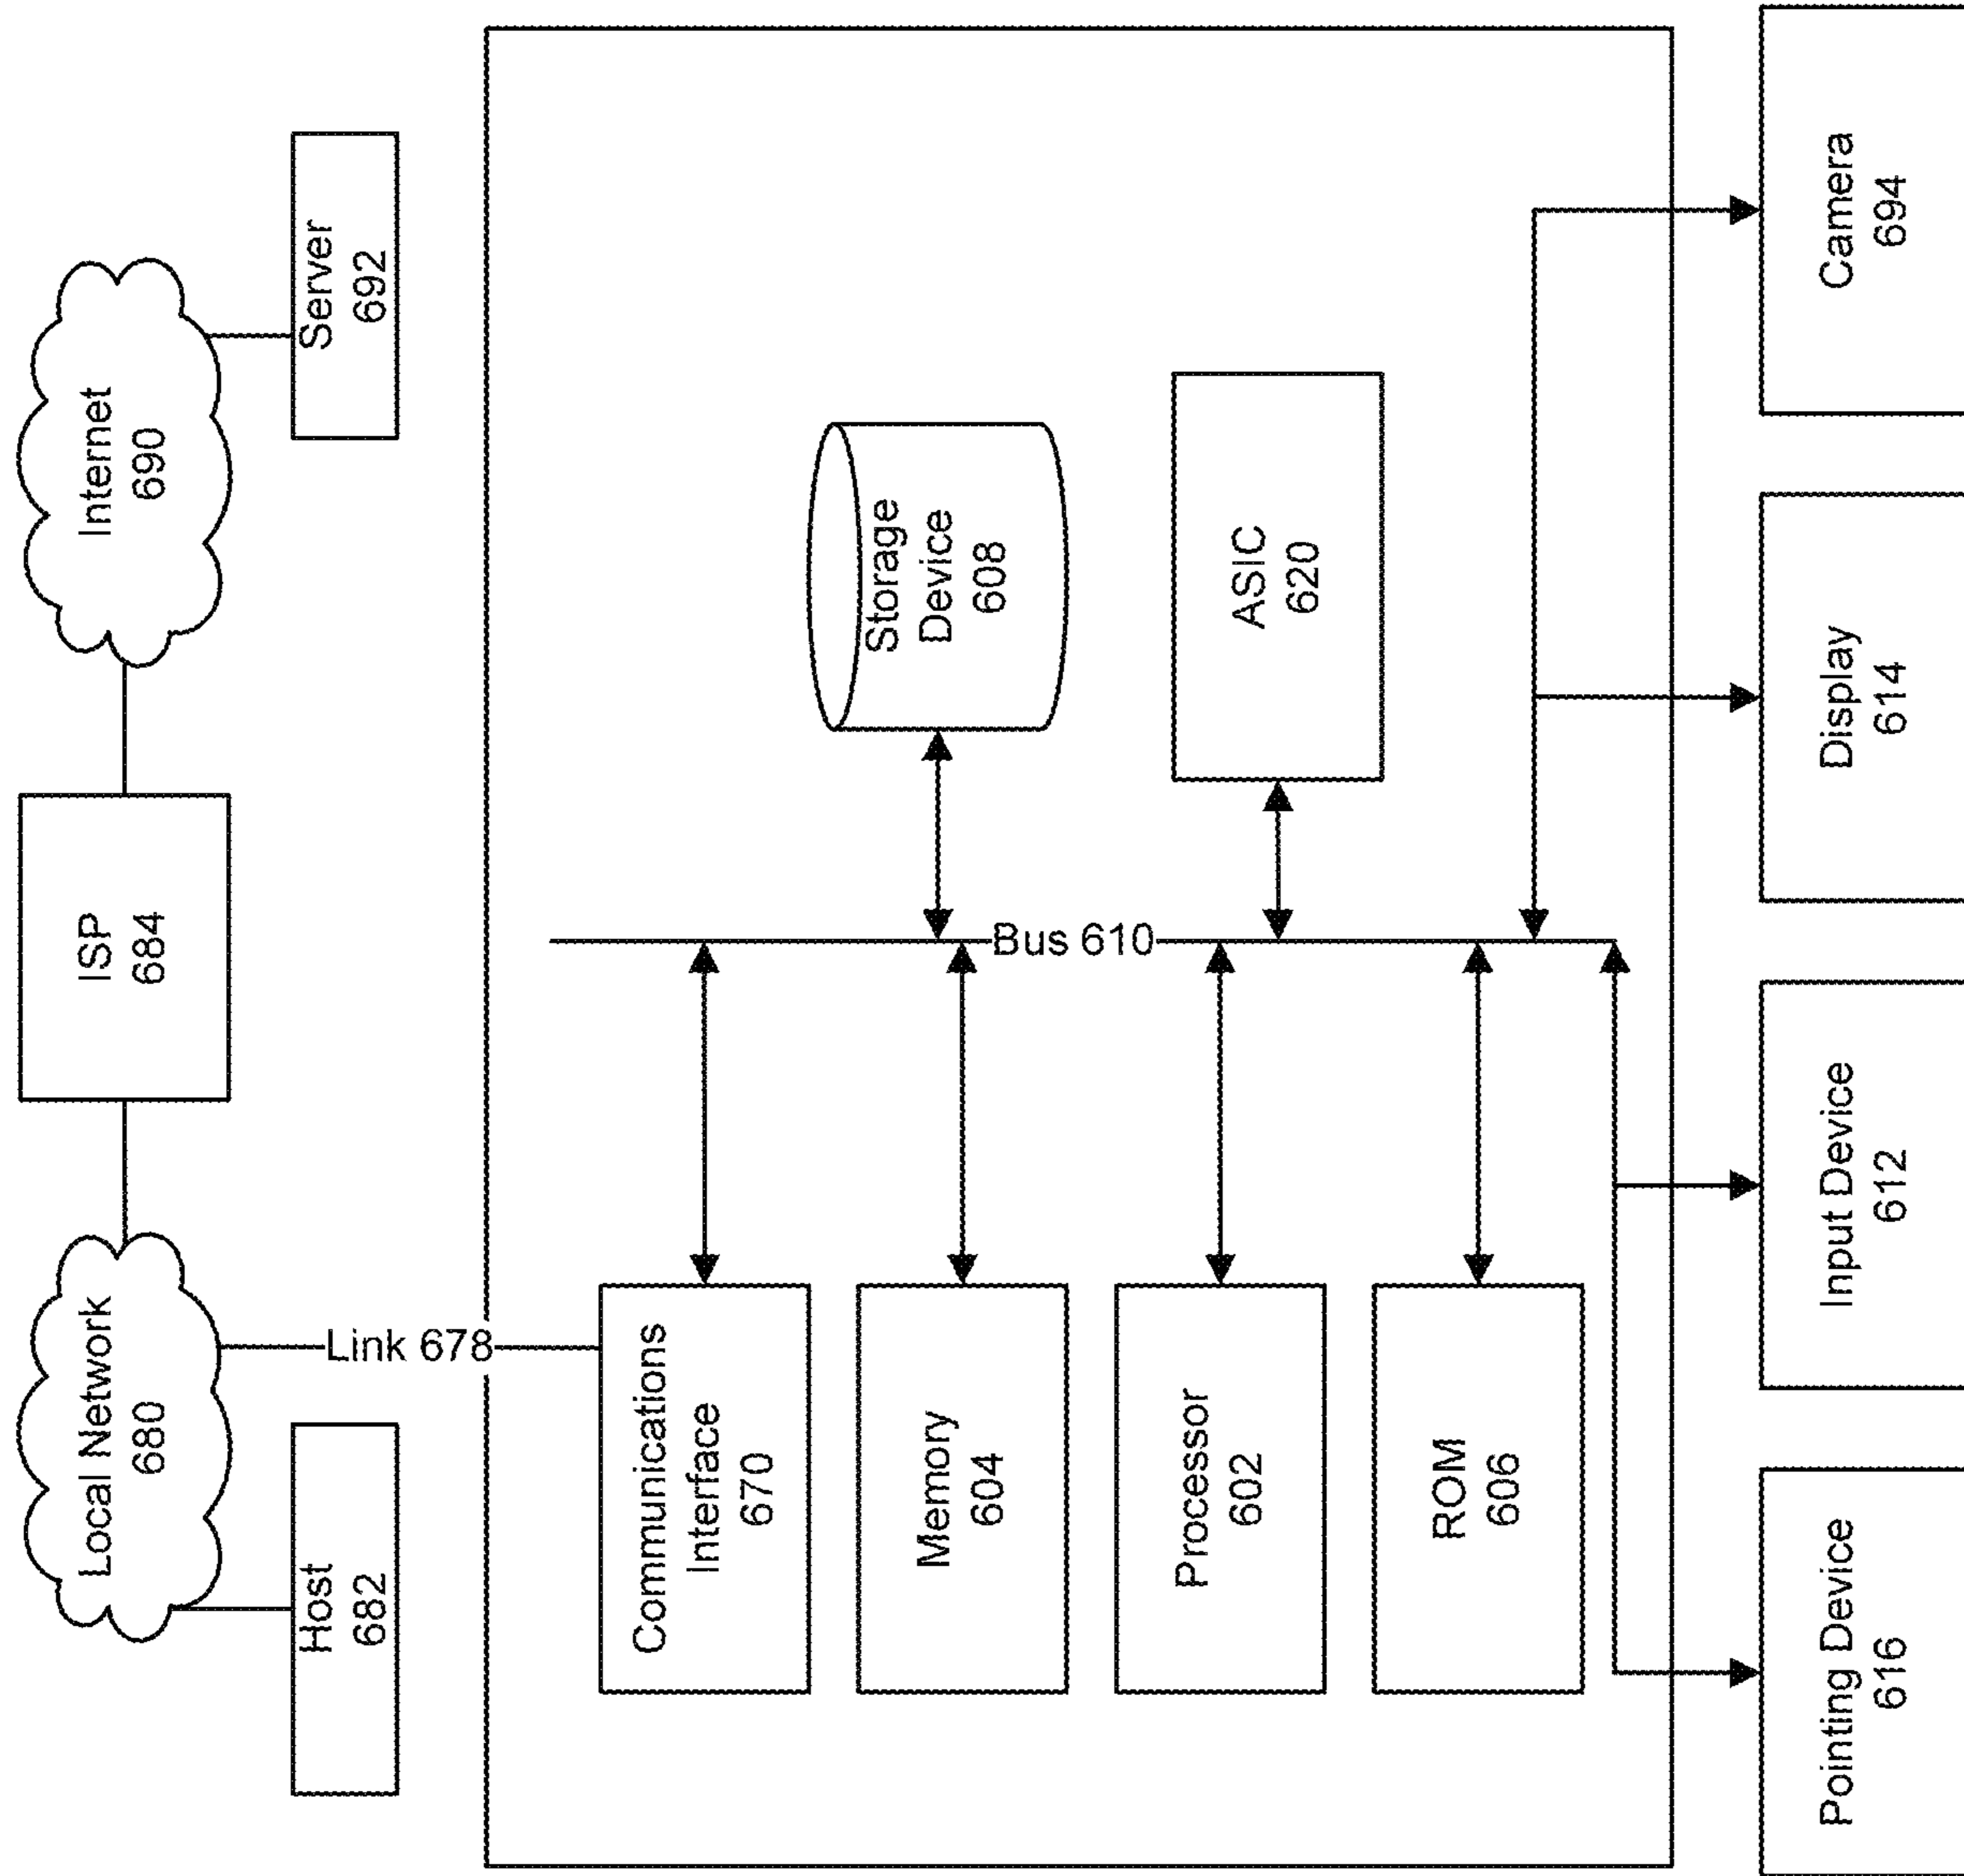 Local Network
680
ISP
684
Internet
690
Host
682
Server
692
Link 678
Communications
Interface
670
Memory
604
Processor
602
ROM
606
Bus 610
Storage
Device
608
ASIC
620
Pointing Device
616
Input Device
612
Display
614
Camera
694